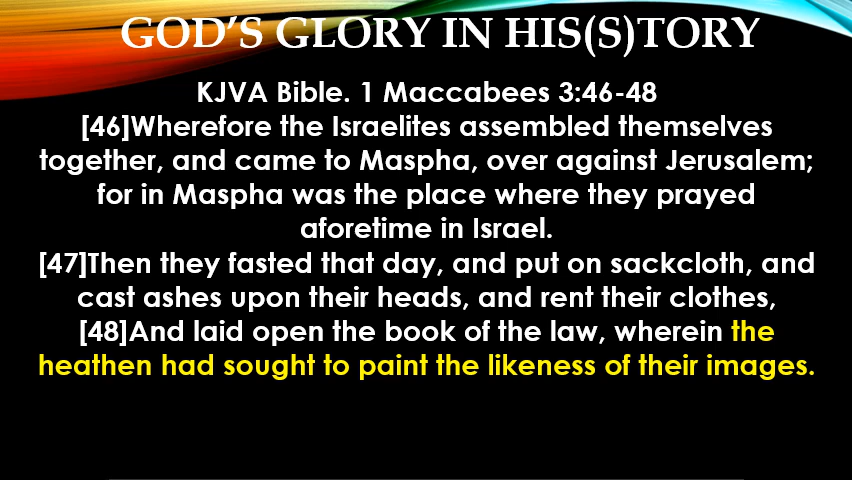 GOD'S GLORY IN HIS(S)TORY
KJVA Bible. 1 Maccabees 3:46-48
[46]Wherefore the Israelites assembled themselves
together, and came to Maspha, over against Jerusalem;
for in Maspha was the place where they prayed
aforetime in Israel.
[47]Then they fasted that day, and put on sackcloth, and
cast ashes upon their heads, and rent their clothes,
[48]And laid open the book of the law, wherein the
heathen had sought to paint the likeness of their images.